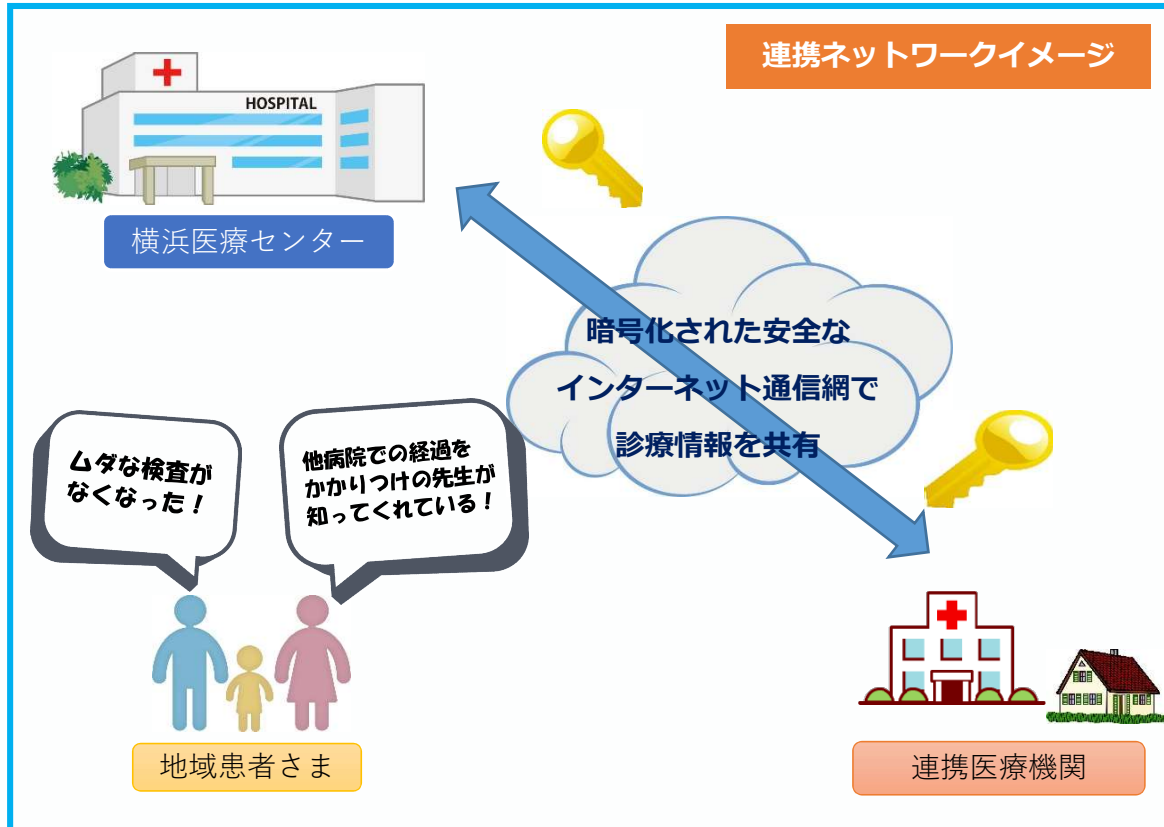 連携ネットワークイメージ
HOSPITAL
横浜医療センター
暗号化された安全な
インターネット通信網で
診療情報を共有
ムダな検査が
なくなった!
他病院での経過を
かかりつけの先生が
知ってくれている!
地域患者さま
連携医療機関